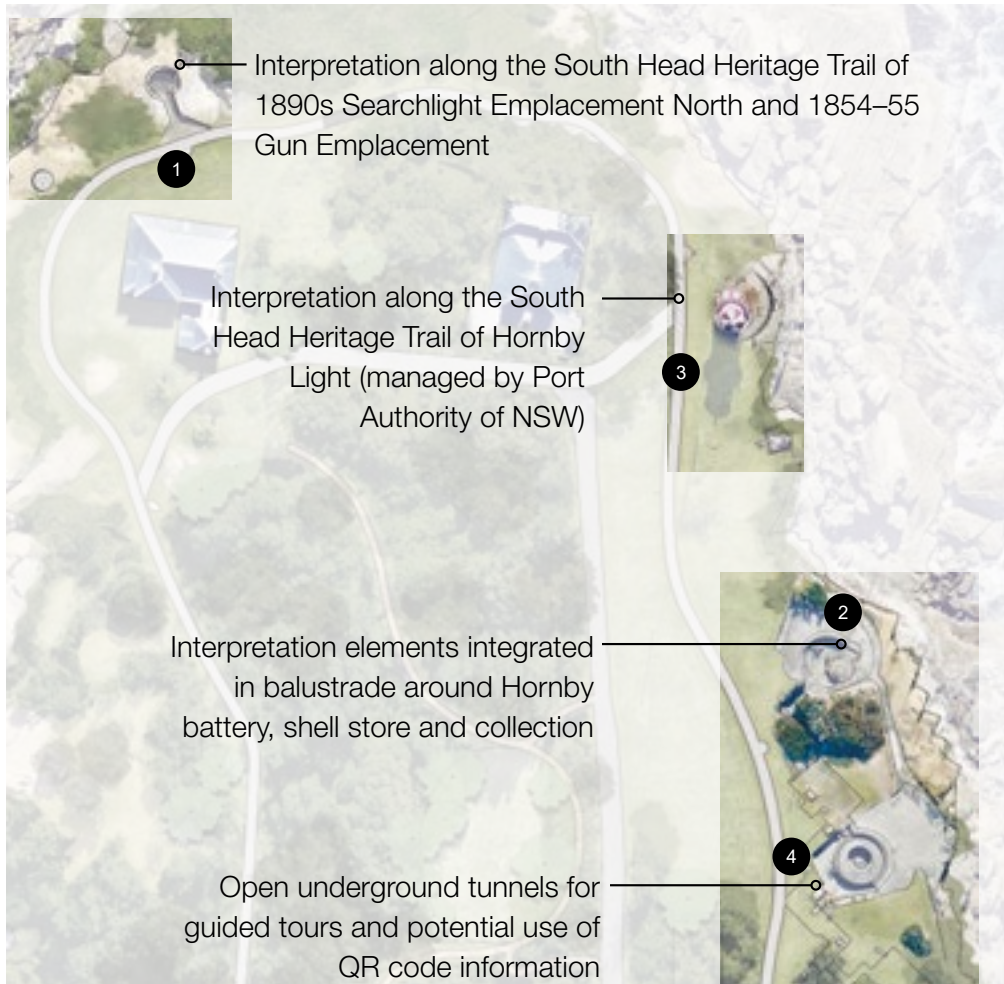 Interpretation along the South Head Heritage Trail of
1890s Searchlight Emplacement North and 1854–55
Gun Emplacement
1
Interpretation along the South
Head Heritage Trail of Hornby
Light (managed by Port
Authority of NSW)
3
2
Interpretation elements integrated
in balustrade around Hornby
battery, shell store and collection
4
Open underground tunnels for
guided tours and potential use of
QR code information